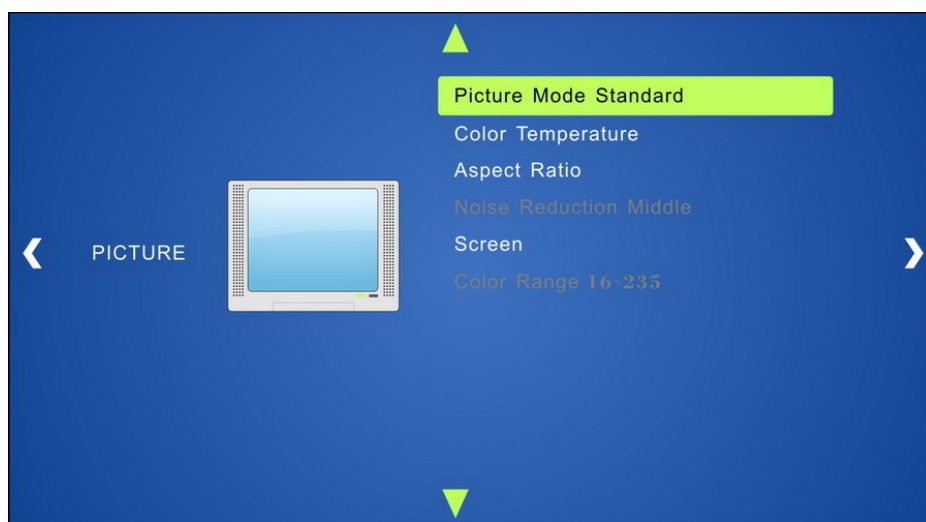 Picture Mode Standard
Color Temperature
Aspect Ratio
Noise Reduction Middle
PICTURE
Screen
Color Range 16~235